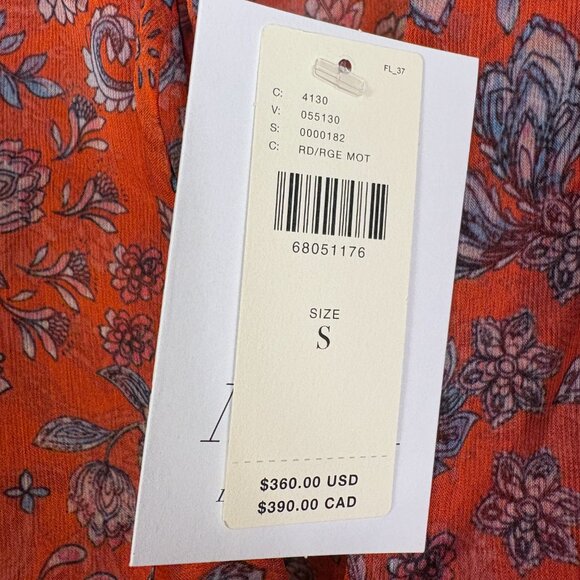 FL_37
C: 4130
V: 055130
S: 0000182
C: RD/RGE MOT
68051176
SIZE
S
$360.00 USD
$390.00 CAD